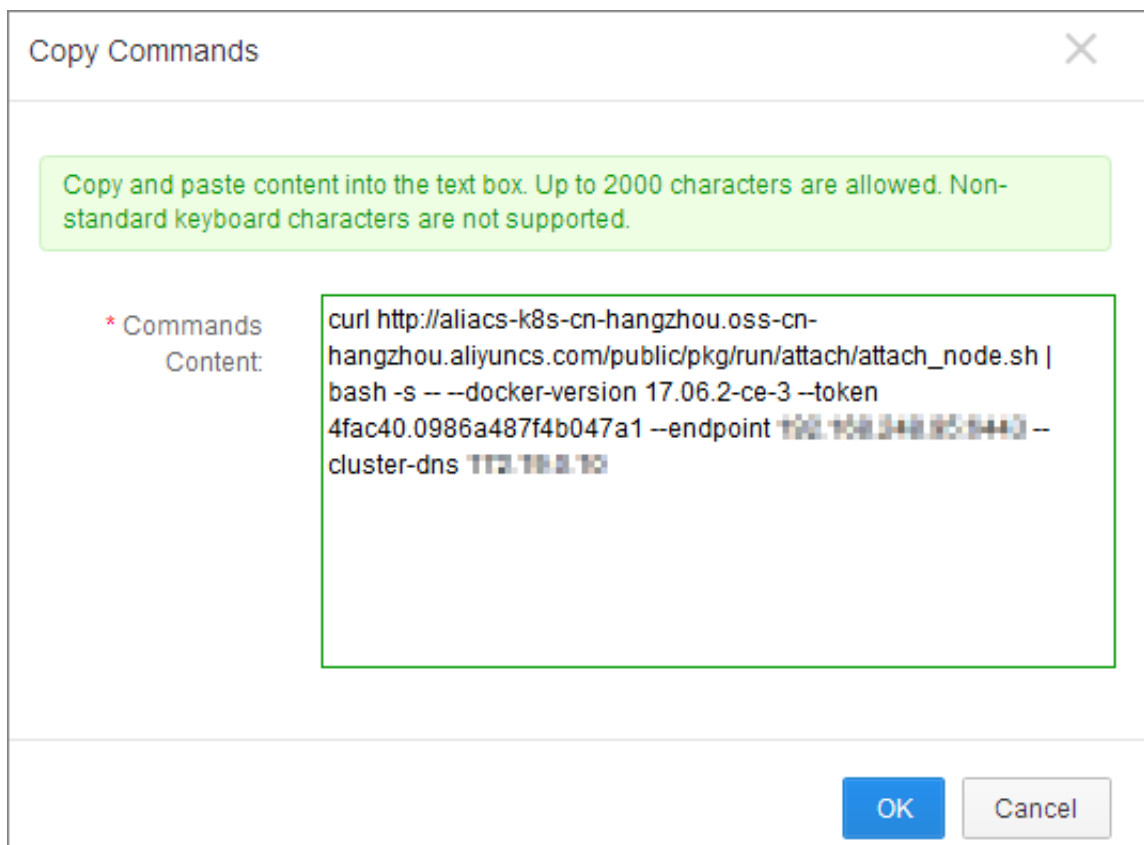 Copy Commands
Copy and paste content into the text box. Up to 2000 characters are allowed. Non-
standard keyboard characters are not supported.
* Commands
Content:
curl http://aliacs-k8s-cn-hangzhou.oss-cn-
hangzhou.aliyuncs.com/public/pkg/run/attach/attach_node.sh |
bash -s -- --docker-version 17.06.2-ce-3 --token
4fac40.0986a487f4b047a1 --endpoint --
cluster-dns
OK
Cancel